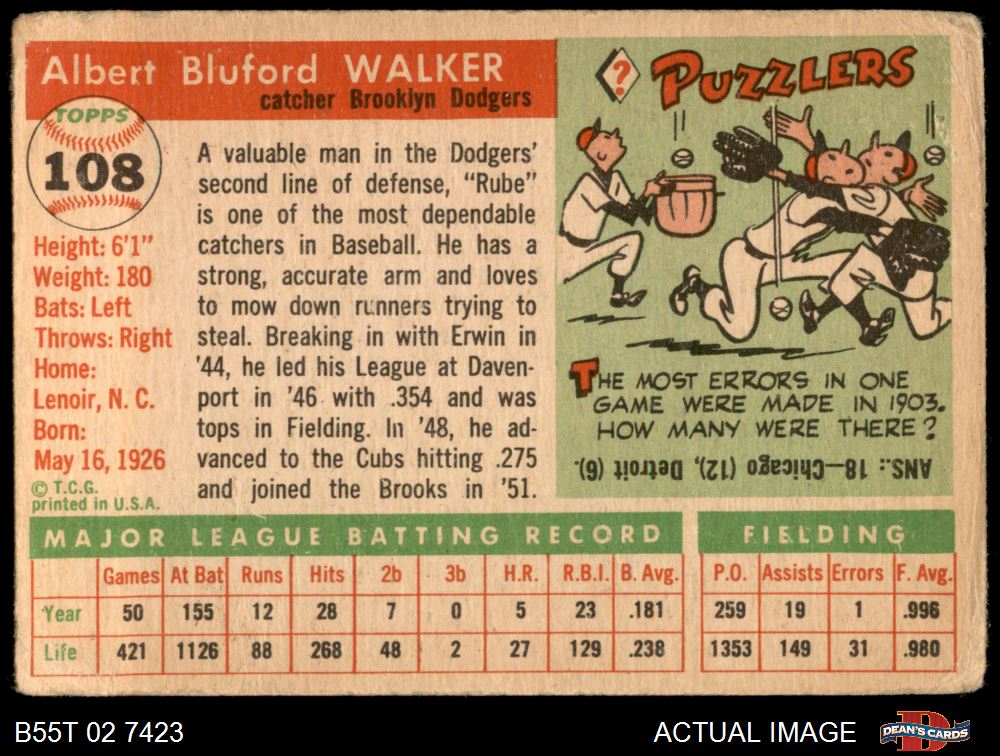 Albert Bluford WALKER
catcher Brooklyn Dodgers
TOPPS
108
Height: 6'1"
Weight: 180
Bats: Left
Throws: Right
Home:
Lenoir, N. C.
Born:
May 16, 1926
© T.C.G.
printed in U.S.A.
A valuable man in the Dodgers'
second line of defense, "Rube"
is one of the most dependable
catchers in Baseball. He has a
strong, accurate arm and loves
to mow down runners trying to
steal. Breaking in with Erwin in
'44, he led his League at Daven-
port in '46 with .354 and was
tops in Fielding. In '48, he ad-
vanced to the Cubs hitting .275
and joined the Brooks in '51.
? PUZZLERS
THE MOST ERRORS IN ONE
GAME WERE MADE IN 1903.
HOW MANY WERE THERE?
ANS.: 18—Chicago (12), Detroit (6).
MAJOR LEAGUE BATTING RECORD FIELDING
Games At Bat Runs Hits 2b 3b H.R. R.B.I. B. Avg. P.O. Assists Errors F. Avg.
Year 50 155 12 28 7 0 5 23 .181 259 19 1 .996
Life 421 1126 88 268 48 2 27 129 .238 1353 149 31 .980
B55T 02 7423 ACTUAL IMAGE D DEAN'S CARDS